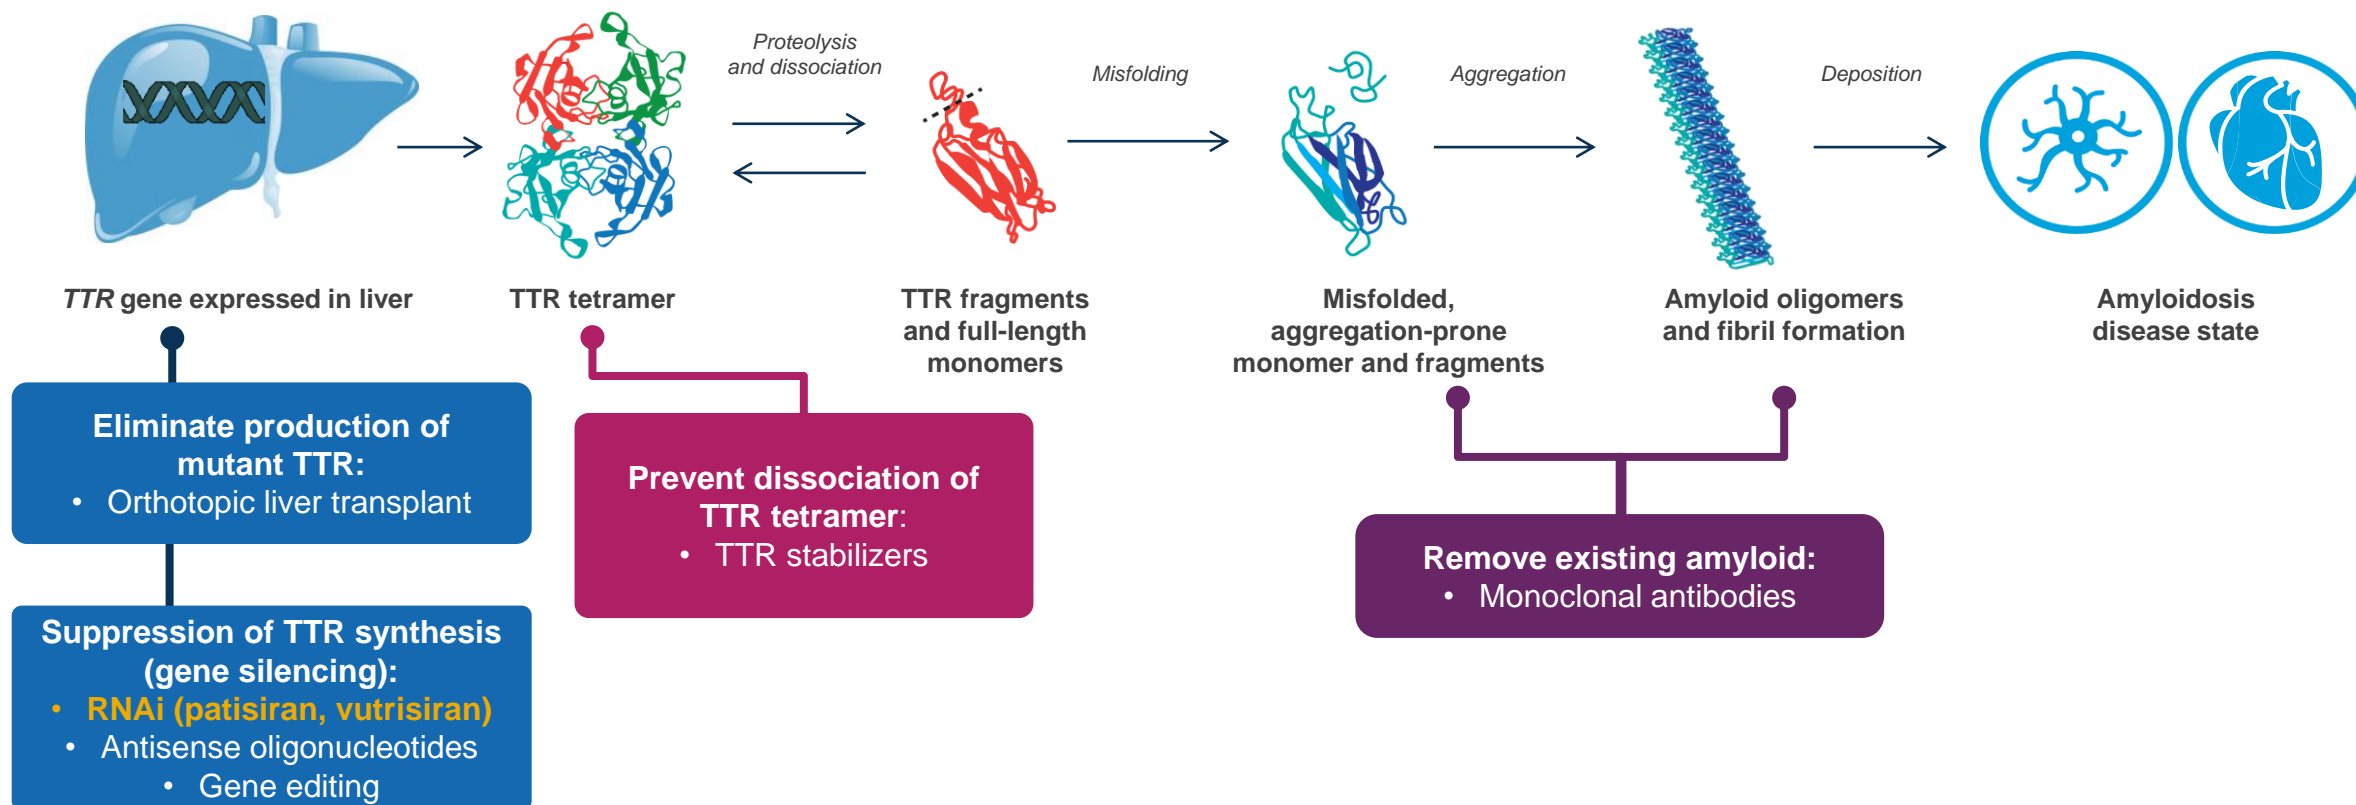 Proteolysis
and dissociation
Misfolding
Aggregation
Deposition
TTR gene expressed in liver
TTR tetramer
TTR fragments
and full-length
monomers
Misfolded,
aggregation-prone
monomer and fragments
Amyloid oligomers
and fibril formation
Amyloidosis
disease state
Eliminate production of
mutant TTR:
• Orthotopic liver transplant
Prevent dissociation of
TTR tetramer:
• TTR stabilizers
Remove existing amyloid:
• Monoclonal antibodies
Suppression of TTR synthesis
(gene silencing):
• RNAi (patisiran, vutrisiran)
• Antisense oligonucleotides
• Gene editing